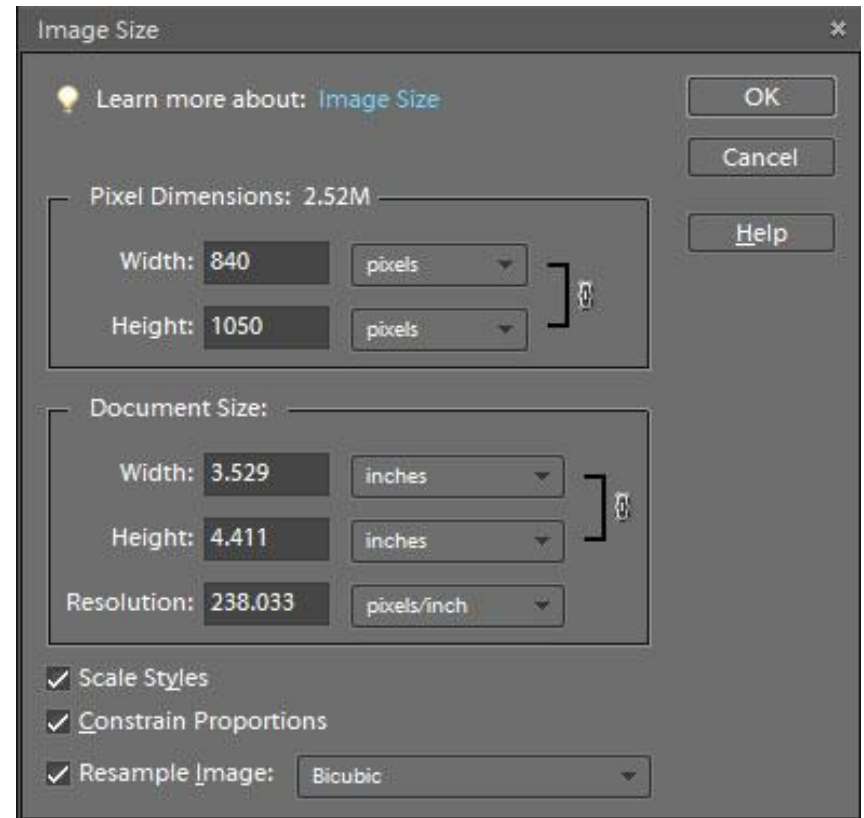 Image Size
Learn more about: Image Size
OK
Cancel
Help
Pixel Dimensions: 2.52M
Width: 840 pixels
Height: 1050 pixels
Document Size:
Width: 3.529 inches
Height: 4.411 inches
Resolution: 238.033 pixels/inch
Scale Styles
Constrain Proportions
Resample Image: Bicubic